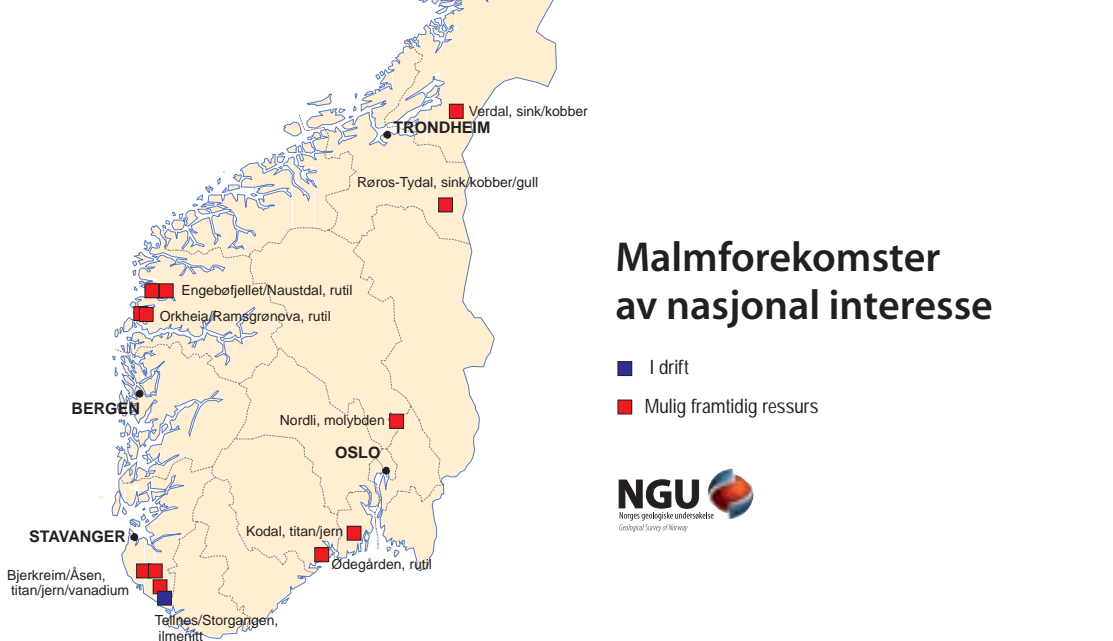 Verdal, sink/kobber
TRONDHEIM
Røros-Tydal, sink/kobber/gull
Engebøfjellet/Naustdal, rutil
Orkheia/Ramsgrønova, rutil
BERGEN
Nordli, molybden
OSLO
STAVANGER
Kodal, titan/jern
Ødegården, rutil
Bjerkreim/Åsen,
titan/jern/vanadium
Tellnes/Storgangen,
ilmenitt
Malmforekomster
av nasjonal interesse
I drift
Mulig framtidig ressurs
NGU
Norges geologiske undersøkelse
Geological Survey of Norway